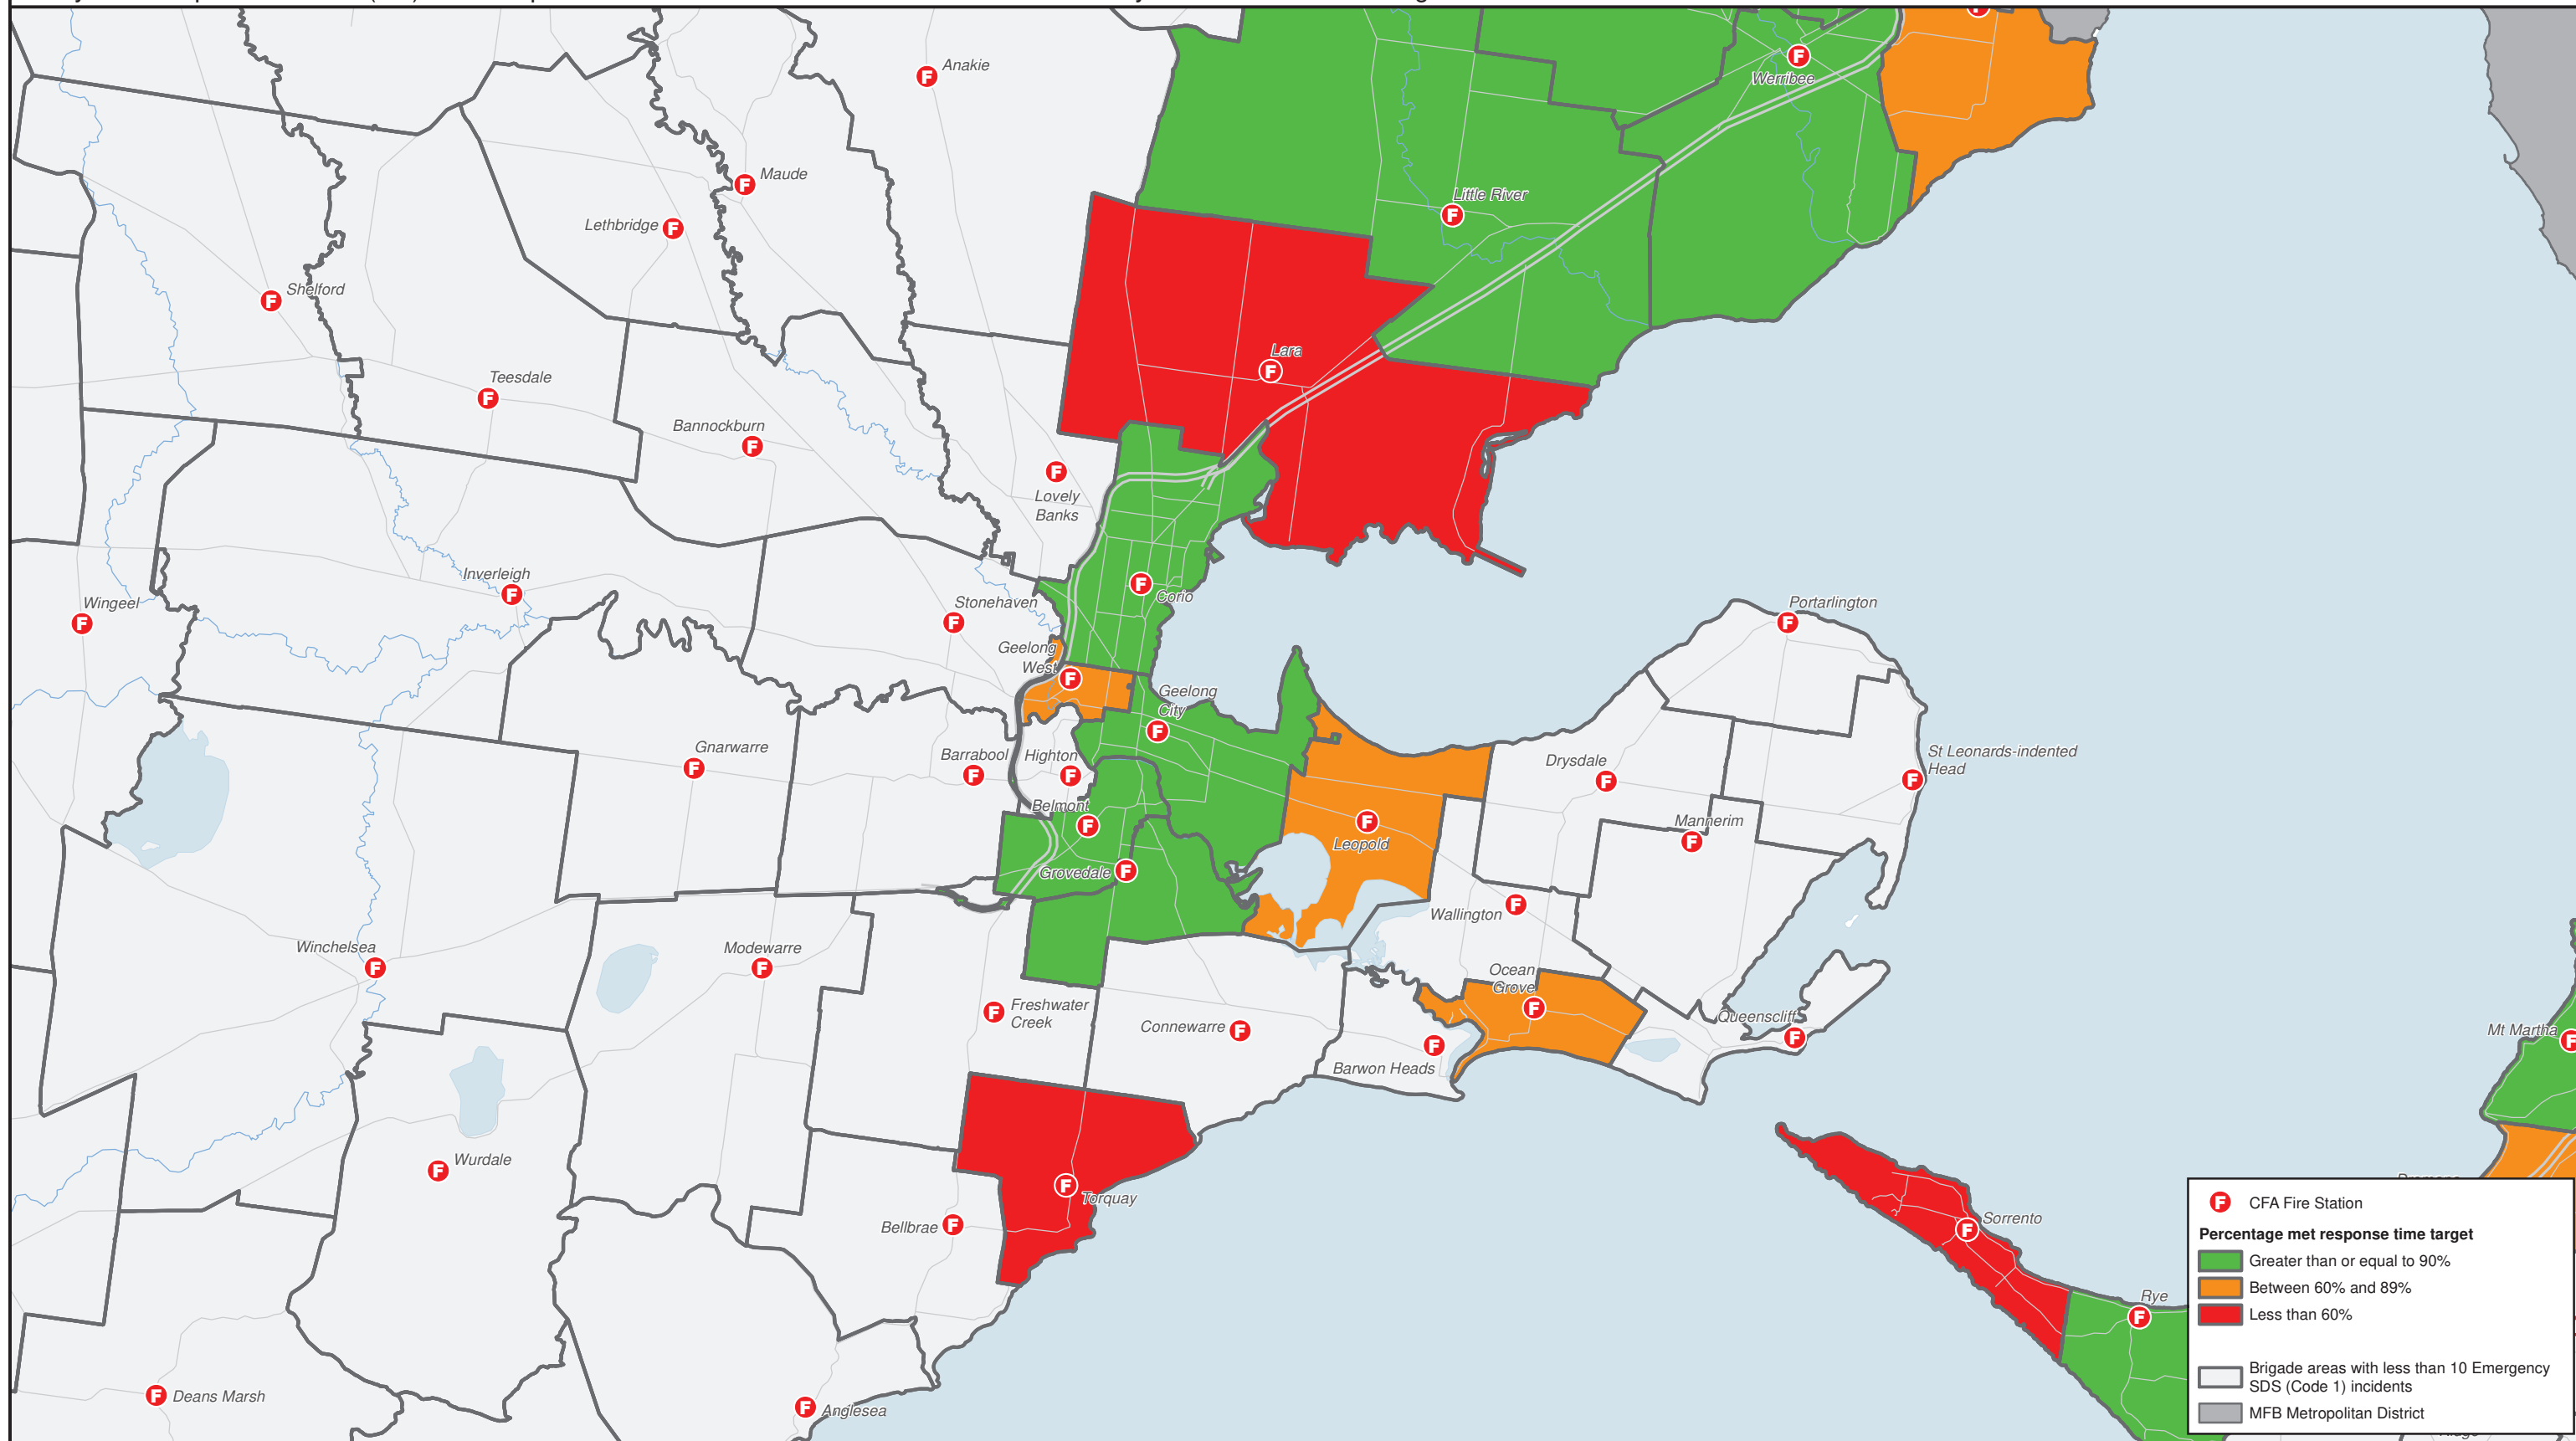 Anakie
Werribee
Maude
Lethbridge
Little River
Shelford
Lara
Teesdale
Bannockburn
Lovely
Banks
Inverleigh
Wingeel
Stonehaven
Corio
Portarlington
Geelong
West
Geelong
City
Gnarwarre
Barrabool
Highton
Drysdale
St Leonards-indented
Head
Belmont
Mannerim
Leopold
Grovedale
Wallington
Winchelsea
Modewarre
Ocean
Grove
Freshwater
Creek
Connewarre
Queenscliff
Mt Martha
Barwon Heads
Wurdale
Torquay
Bellbrae
Sorrento
Rye
Deans Marsh
Anglesea
F CFA Fire Station
Percentage met response time target
Greater than or equal to 90%
Between 60% and 89%
Less than 60%
Brigade areas with less than 10 Emergency
SDS (Code 1) incidents
MFB Metropolitan District